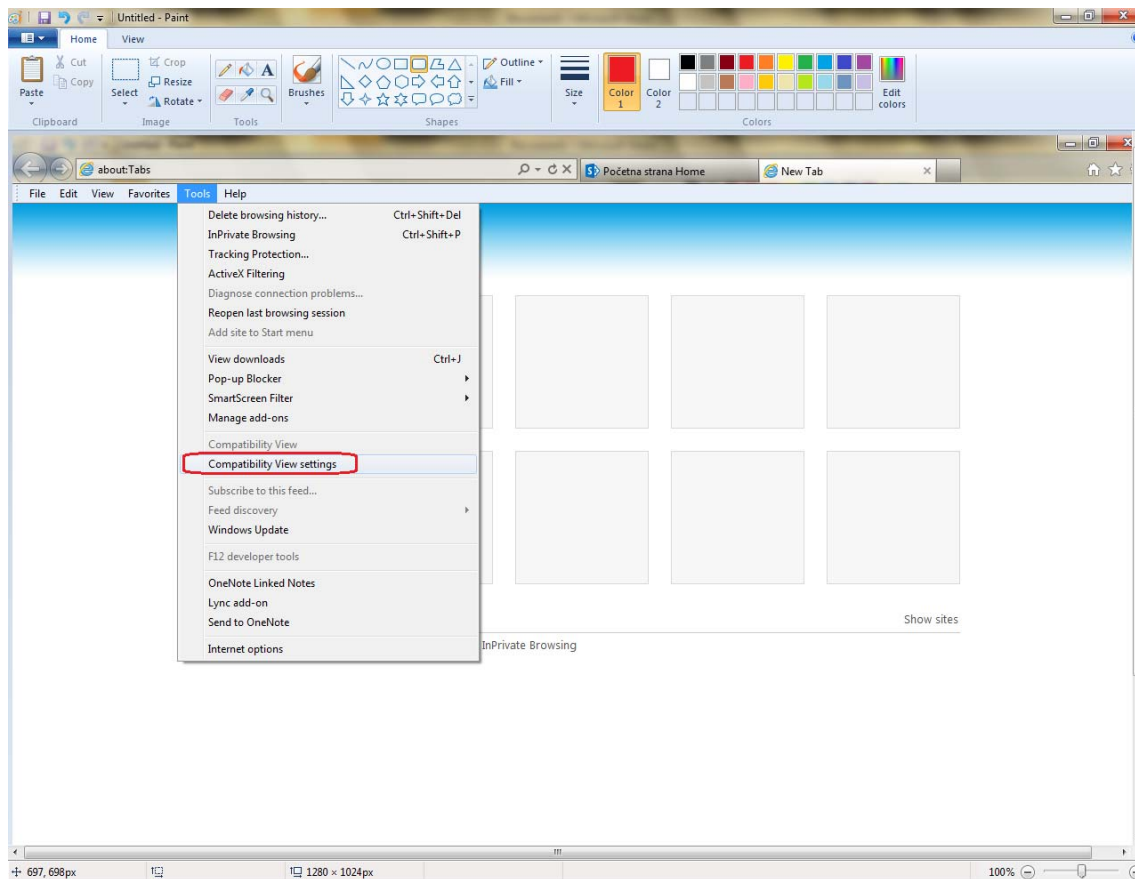 Untitled - Paint
Home View
Cut
Copy
Paste
Select
Crop
Resize
Rotate
A
Brushes
Outline
Fill
Size
Color 1
Color 2
Edit colors
Clipboard Image Tools Shapes Colors
about:Tabs
Početna strana Home
New Tab
File Edit View Favorites Tools Help
Delete browsing history... Ctrl+Shift+Del
InPrivate Browsing Ctrl+Shift+P
Tracking Protection...
ActiveX Filtering
Diagnose connection problems...
Reopen last browsing session
Add site to Start menu
View downloads Ctrl+J
Pop-up Blocker
SmartScreen Filter
Manage add-ons
Compatibility View
Compatibility View settings
Subscribe to this feed...
Feed discovery
Windows Update
F12 developer tools
OneNote Linked Notes
Lync add-on
Send to OneNote
Internet options
Show sites
InPrivate Browsing
697, 698px
1280 × 1024px
100%